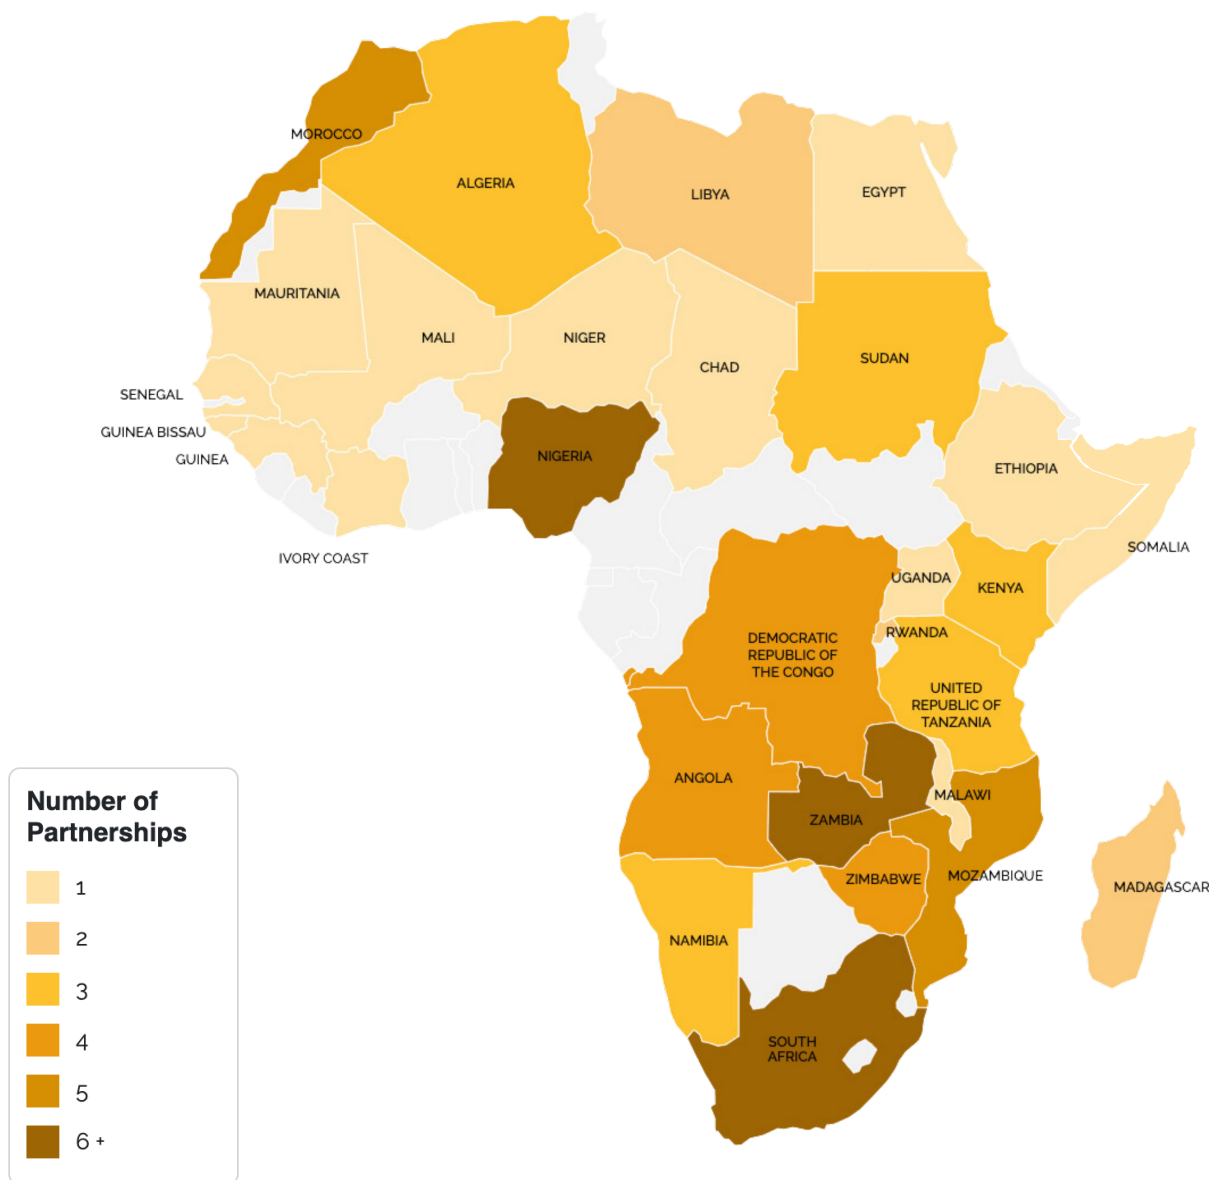 MOROCCO
ALGERIA
LIBYA
EGYPT
MAURITANIA
MALI
NIGER
CHAD
SUDAN
SENEGAL
GUINEA BISSAU
GUINEA
NIGERIA
ETHIOPIA
IVORY COAST
SOMALIA
UGANDA
KENYA
RWANDA
DEMOCRATIC
REPUBLIC OF
THE CONGO
UNITED
REPUBLIC OF
TANZANIA
ANGOLA
MALAWI
ZAMBIA
ZIMBABWE
MOZAMBIQUE
MADAGASCAR
NAMIBIA
SOUTH
AFRICA
Number of
Partnerships
1
2
3
4
5
6 +